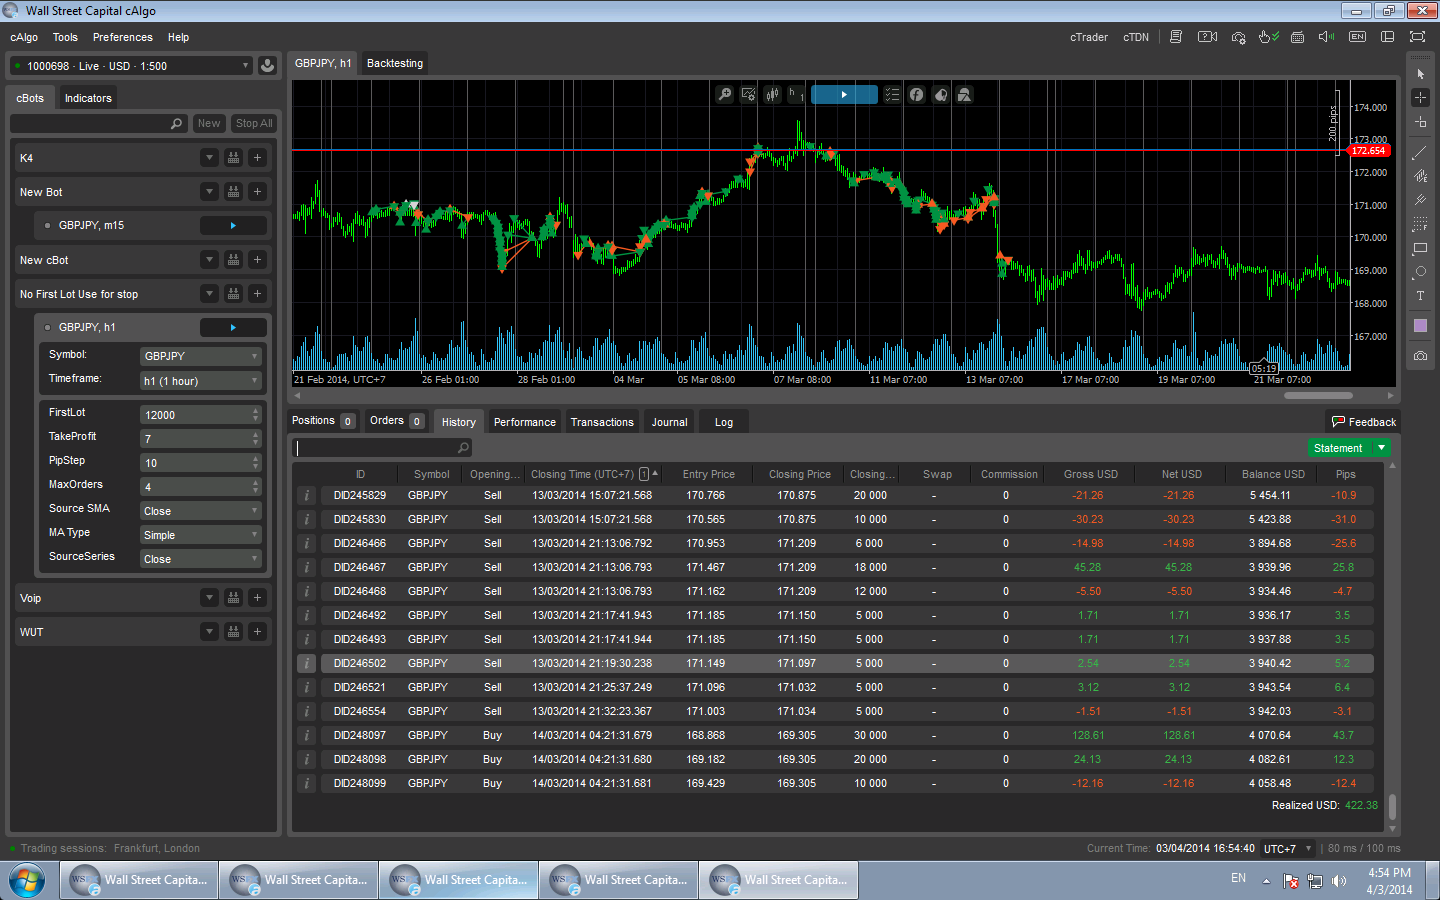 Wall Street Capital cAlgo
cAlgo Tools Preferences Help
cTrader cTDN
EN
1000698 · Live · USD · 1:500
cBots Indicators
New Stop All
K4
New Bot
GBPJPY, m15
New cBot
No First Lot Use for stop
GBPJPY, h1
Symbol: GBPJPY
Timeframe: h1 (1 hour)
FirstLot 12000
TakeProfit 7
PipStep 10
MaxOrders 4
Source SMA Close
MA Type Simple
SourceSeries Close
Voip
WUT
GBPJPY, h1 Backtesting
h 1
200 pips
174.000
173.000
172.654
172.000
171.000
170.000
169.000
168.000
167.000
05:19
21 Feb 2014, UTC+7 26 Feb 01:00 28 Feb 01:00 04 Mar 05 Mar 08:00 07 Mar 08:00 11 Mar 07:00 13 Mar 07:00 17 Mar 07:00 19 Mar 07:00 21 Mar 07:00
F
T
Positions 0 Orders 0 History Performance Transactions Journal Log Feedback
Statement
ID Symbol Opening... Closing Time (UTC+7) 1 Entry Price Closing Price Closing... Swap Commission Gross USD Net USD Balance USD Pips
i DID245829 GBPJPY Sell 13/03/2014 15:07:21.568 170.766 170.875 20 000 - 0 -21.26 -21.26 5 454.11 -10.9
i DID245830 GBPJPY Sell 13/03/2014 15:07:21.568 170.565 170.875 10 000 - 0 -30.23 -30.23 5 423.88 -31.0
i DID246466 GBPJPY Sell 13/03/2014 21:13:06.792 170.953 171.209 6 000 - 0 -14.98 -14.98 3 894.68 -25.6
i DID246467 GBPJPY Sell 13/03/2014 21:13:06.793 171.467 171.209 18 000 - 0 45.28 45.28 3 939.96 25.8
i DID246468 GBPJPY Sell 13/03/2014 21:13:06.793 171.162 171.209 12 000 - 0 -5.50 -5.50 3 934.46 -4.7
i DID246492 GBPJPY Sell 13/03/2014 21:17:41.943 171.185 171.150 5 000 - 0 1.71 1.71 3 936.17 3.5
i DID246493 GBPJPY Sell 13/03/2014 21:17:41.944 171.185 171.150 5 000 - 0 1.71 1.71 3 937.88 3.5
i DID246502 GBPJPY Sell 13/03/2014 21:19:30.238 171.149 171.097 5 000 - 0 2.54 2.54 3 940.42 5.2
i DID246521 GBPJPY Sell 13/03/2014 21:25:37.249 171.096 171.032 5 000 - 0 3.12 3.12 3 943.54 6.4
i DID246554 GBPJPY Sell 13/03/2014 21:32:23.367 171.003 171.034 5 000 - 0 -1.51 -1.51 3 942.03 -3.1
i DID248097 GBPJPY Buy 14/03/2014 04:21:31.679 168.868 169.305 30 000 - 0 128.61 128.61 4 070.64 43.7
i DID248098 GBPJPY Buy 14/03/2014 04:21:31.680 169.182 169.305 20 000 - 0 24.13 24.13 4 082.61 12.3
i DID248099 GBPJPY Buy 14/03/2014 04:21:31.681 169.429 169.305 10 000 - 0 -12.16 -12.16 4 058.48 -12.4
Realized USD: 422.38
Trading sessions: Frankfurt, London
Current Time: 03/04/2014 16:54:40 UTC+7 | 80 ms / 100 ms
Wall Street Capita... Wall Street Capita... Wall Street Capita... Wall Street Capita... Wall Street Capita...
EN
4:54 PM
4/3/2014